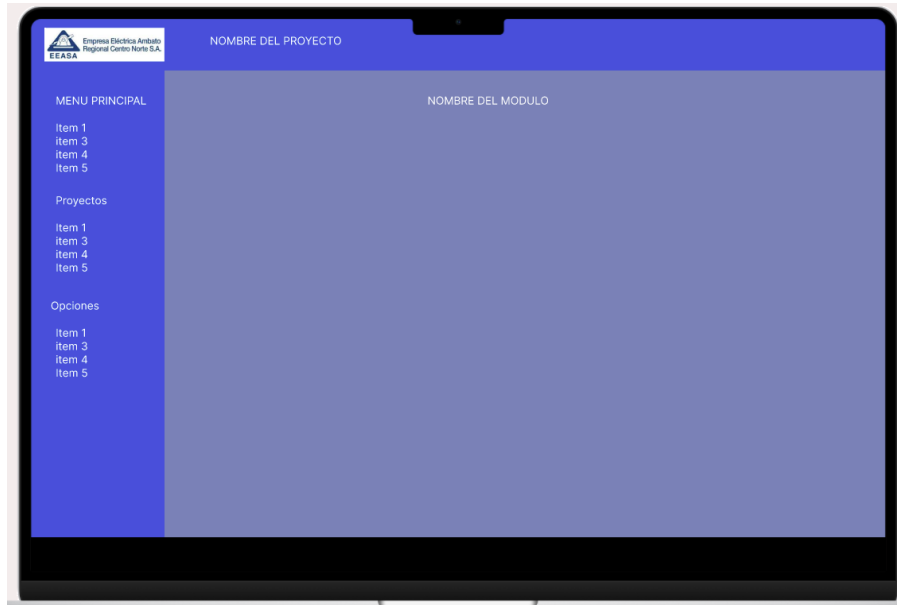 Empresa Eléctrica Ambato
Regional Centro Norte S.A.
EEASA
NOMBRE DEL PROYECTO
MENU PRINCIPAL
Item 1
item 3
item 4
Item 5
Proyectos
Item 1
item 3
item 4
Item 5
Opciones
Item 1
item 3
item 4
Item 5
NOMBRE DEL MODULO